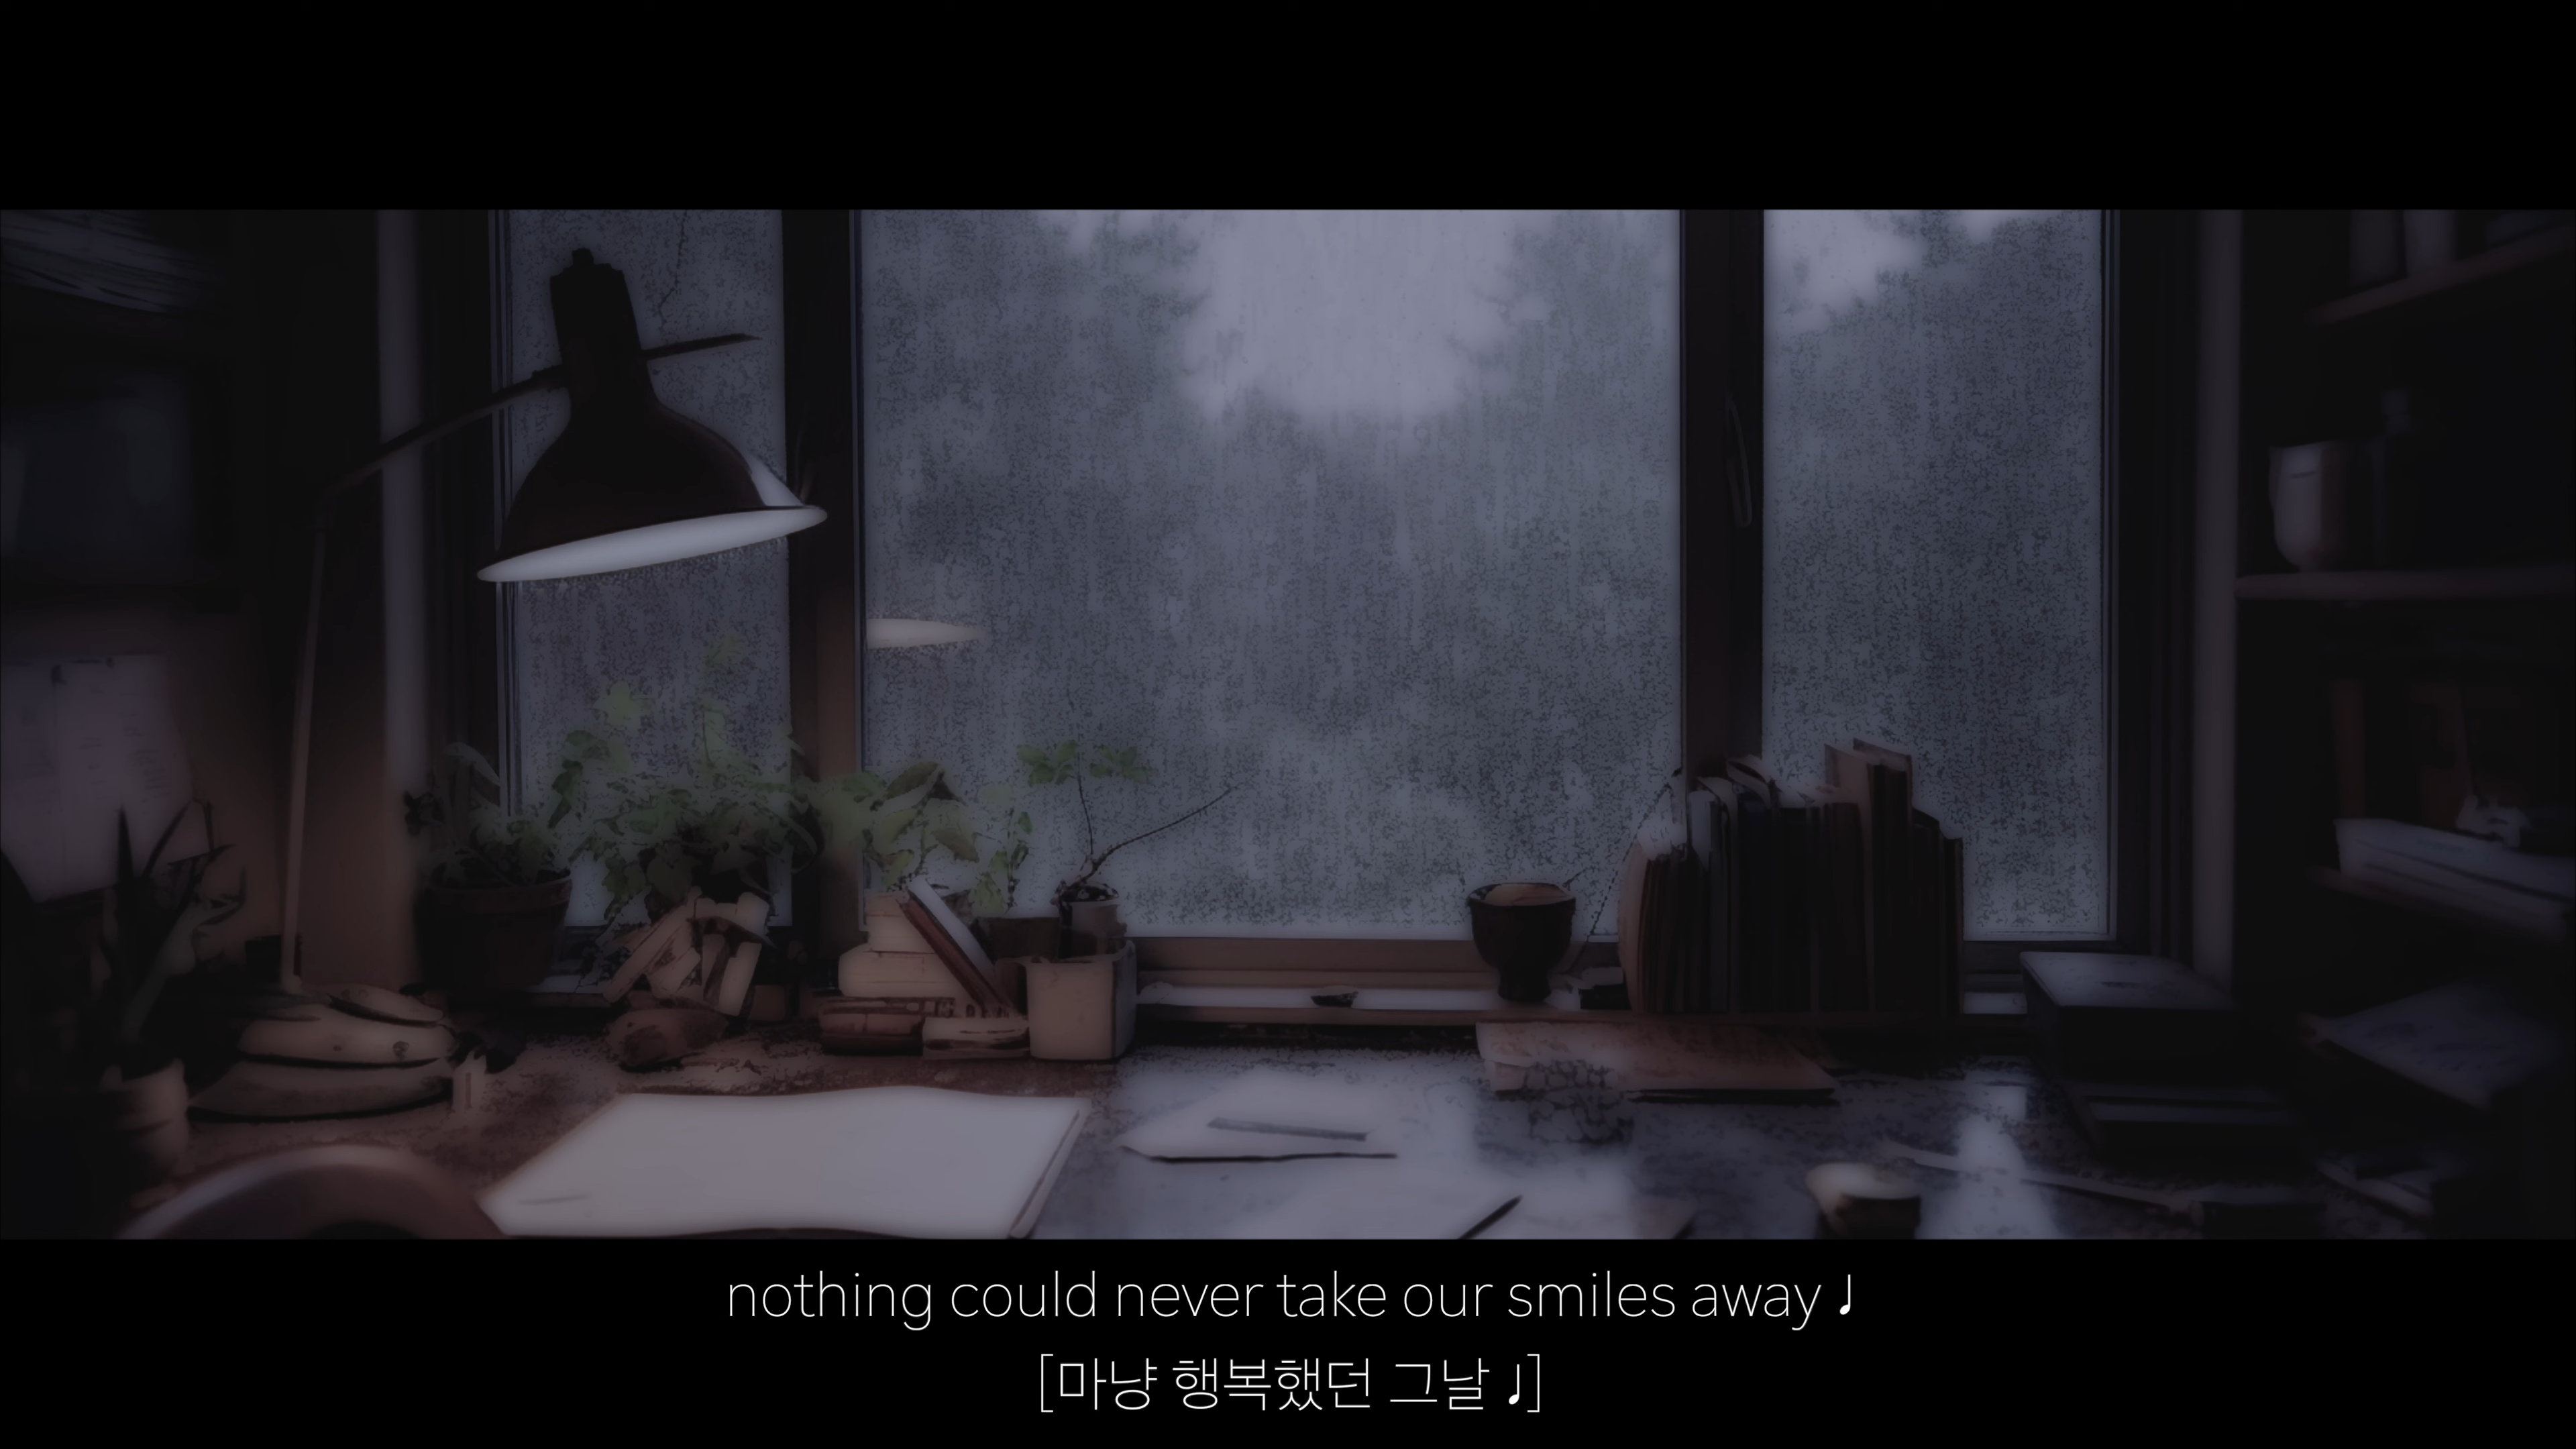 nothing could never take our smiles away ♩
[마냥 행복했던 그날 ♩]